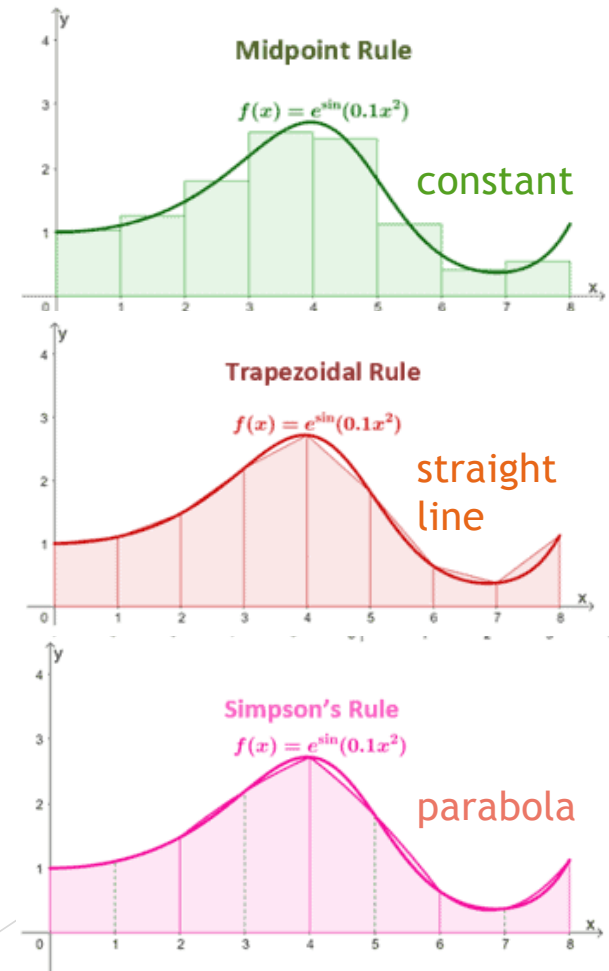 y
4
Midpoint Rule
3
f(x) = e^sin(0.1x²)
2
constant
1
x
0 1 2 3 4 5 6 7 8
y
4
Trapezoidal Rule
3
f(x) = e^sin(0.1x²)
2
straight
line
1
x
0 1 2 3 4 5 6 7 8
y
4
Simpson's Rule
3
f(x) = e^sin(0.1x²)
2
parabola
1
x
0 1 2 3 4 5 6 7 8